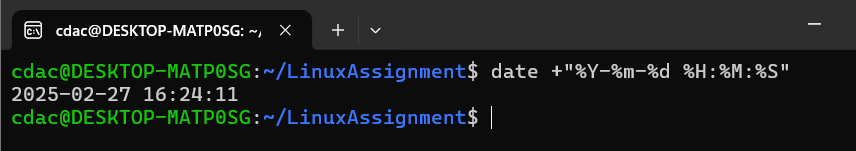 cdac@DESKTOP-MATP0SG: ~/
cdac@DESKTOP-MATP0SG:~/LinuxAssignment$ date +"%Y-%m-%d %H:%M:%S"
2025-02-27 16:24:11
cdac@DESKTOP-MATP0SG:~/LinuxAssignment$